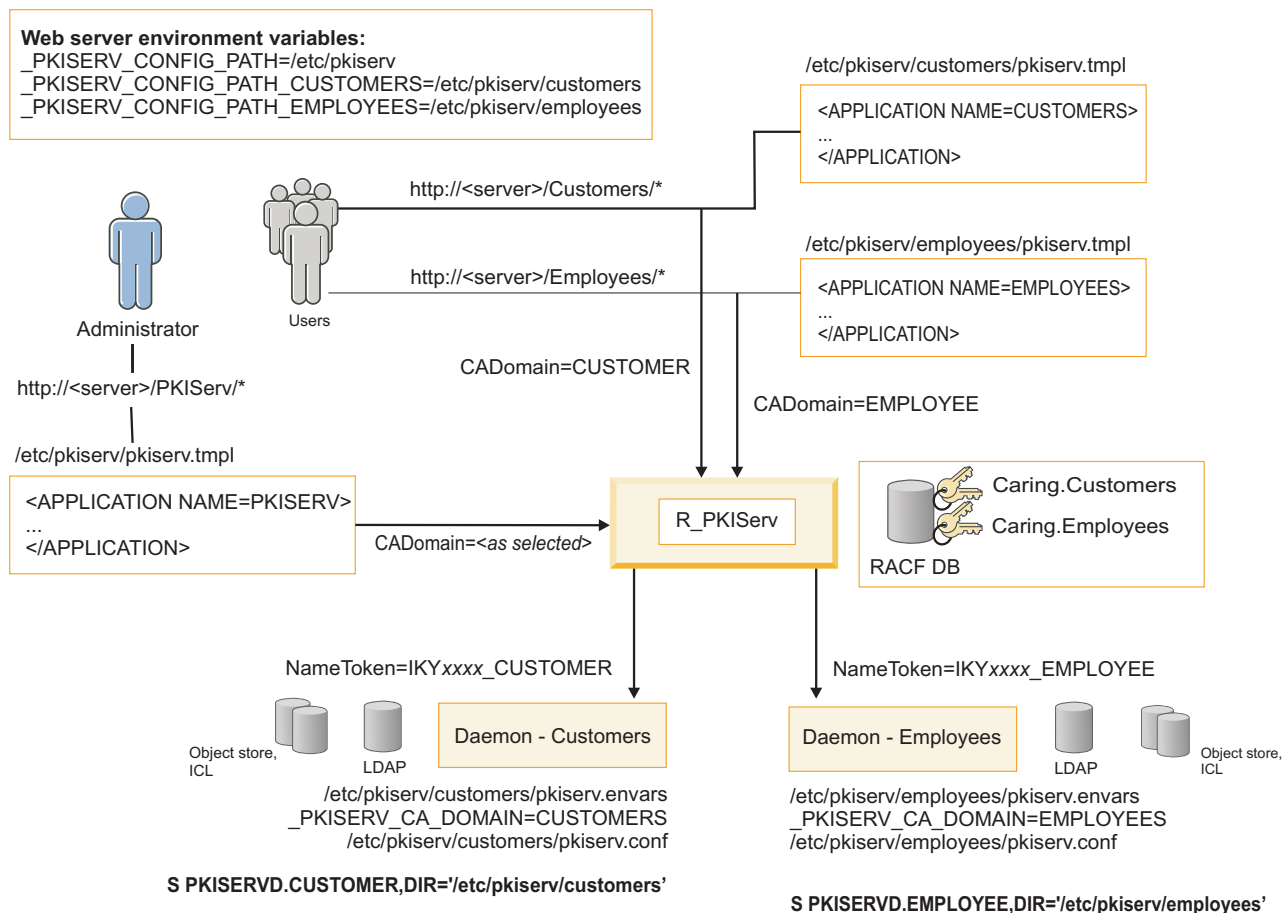 Web server environment variables:
_PKISERV_CONFIG_PATH=/etc/pkiserv
_PKISERV_CONFIG_PATH_CUSTOMERS=/etc/pkiserv/customers
_PKISERV_CONFIG_PATH_EMPLOYEES=/etc/pkiserv/employees
/etc/pkiserv/customers/pkiserv.tmpl
<APPLICATION NAME=CUSTOMERS>
...
</APPLICATION>
http://<server>/Customers/*
/etc/pkiserv/employees/pkiserv.tmpl
<APPLICATION NAME=EMPLOYEES>
...
</APPLICATION>
http://<server>/Employees/*
Administrator
Users
http://<server>/PKIServ/*
CADomain=CUSTOMER
CADomain=EMPLOYEE
/etc/pkiserv/pkiserv.tmpl
<APPLICATION NAME=PKISERV>
...
</APPLICATION>
CADomain=<as selected>
R_PKIServ
Caring.Customers
Caring.Employees
RACF DB
NameToken=IKYxxxx_CUSTOMER
NameToken=IKYxxxx_EMPLOYEE
Object store,
ICL
LDAP
Daemon - Customers
Daemon - Employees
LDAP
Object store,
ICL
/etc/pkiserv/customers/pkiserv.envars
_PKISERV_CA_DOMAIN=CUSTOMERS
/etc/pkiserv/customers/pkiserv.conf
/etc/pkiserv/employees/pkiserv.envars
_PKISERV_CA_DOMAIN=EMPLOYEES
/etc/pkiserv/employees/pkiserv.conf
S PKISERVD.CUSTOMER,DIR='/etc/pkiserv/customers’
S PKISERVD.EMPLOYEE,DIR='/etc/pkiserv/employees’